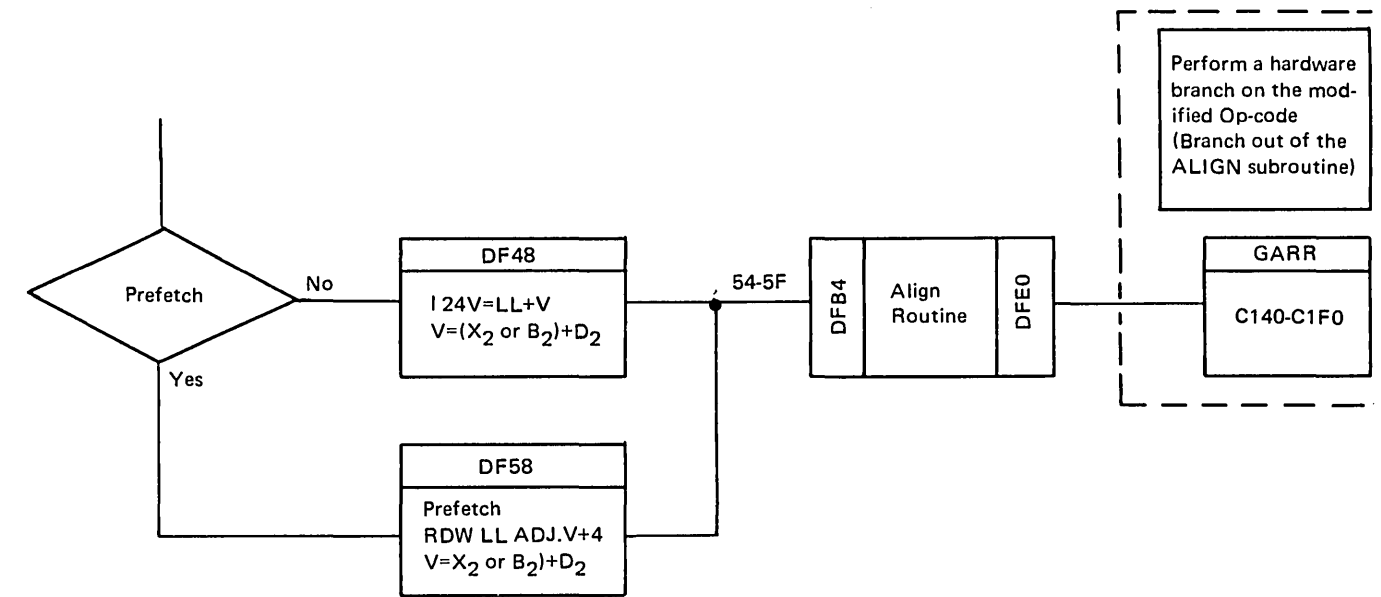 Perform a hardware
branch on the mod-
ified Op-code
(Branch out of the
ALIGN subroutine)
Prefetch
No
Yes
DF48
I 24V=LL+V
V=(X2 or B2)+D2
54-5F
DFB4
Align
Routine
DFE0
GARR
C140-C1F0
DF58
Prefetch
RDW LL ADJ.V+4
V=X2 or B2)+D2